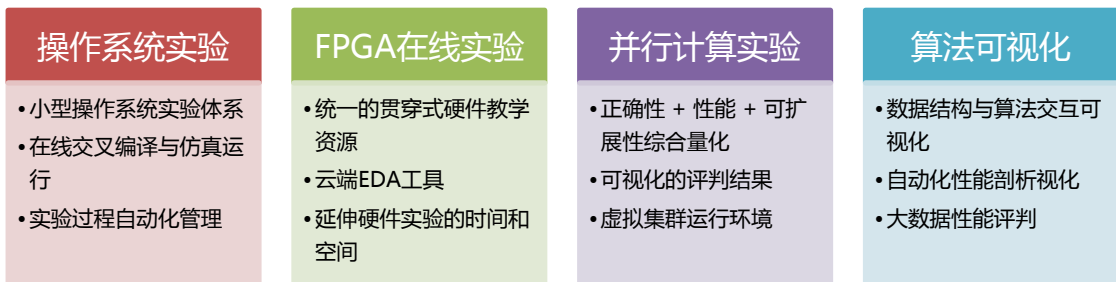 操作系统实验
•小型操作系统实验体系
•在线交叉编译与仿真运
行
•实验过程自动化管理
FPGA在线实验
•统一的贯穿式硬件教学
资源
•云端EDA工具
•延伸硬件实验的时间和
空间
并行计算实验
•正确性 + 性能 + 可扩
展性综合量化
•可视化的评判结果
•虚拟集群运行环境
算法可视化
•数据结构与算法交互可
视化
•自动化性能剖析视化
•大数据性能评判